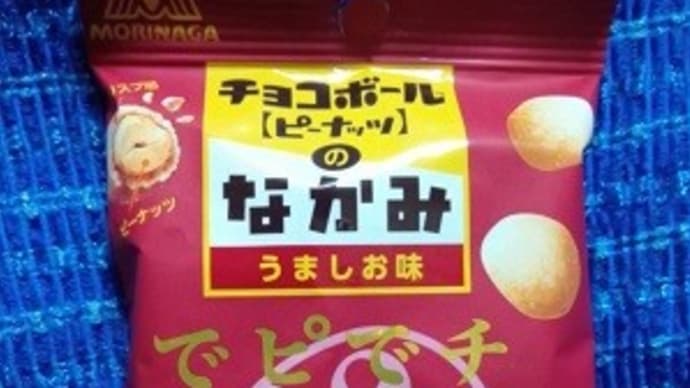 MORINAGA
チョコボール
【ピーナッツ】
の
なかみ
うましお味
ピーナッツ
でピでチ